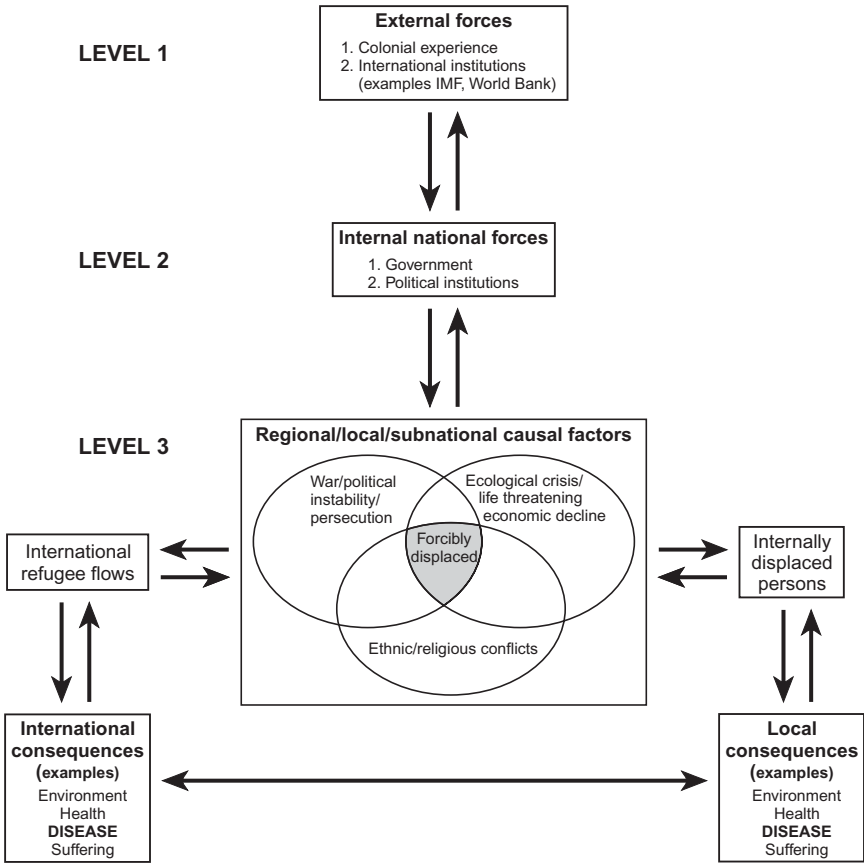 External forces
LEVEL 1
1. Colonial experience
2. International institutions
(examples IMF, World Bank)
Internal national forces
LEVEL 2
1. Government
2. Political institutions
Regional/local/subnational causal factors
LEVEL 3
War/political
instability/
persecution
Ecological crisis/
life threatening
economic decline
Forcibly
displaced
Ethnic/religious conflicts
International
refugee flows
Internally
displaced
persons
International
consequences
(examples)
Environment
Health
DISEASE
Suffering
Local
consequences
(examples)
Environment
Health
DISEASE
Suffering